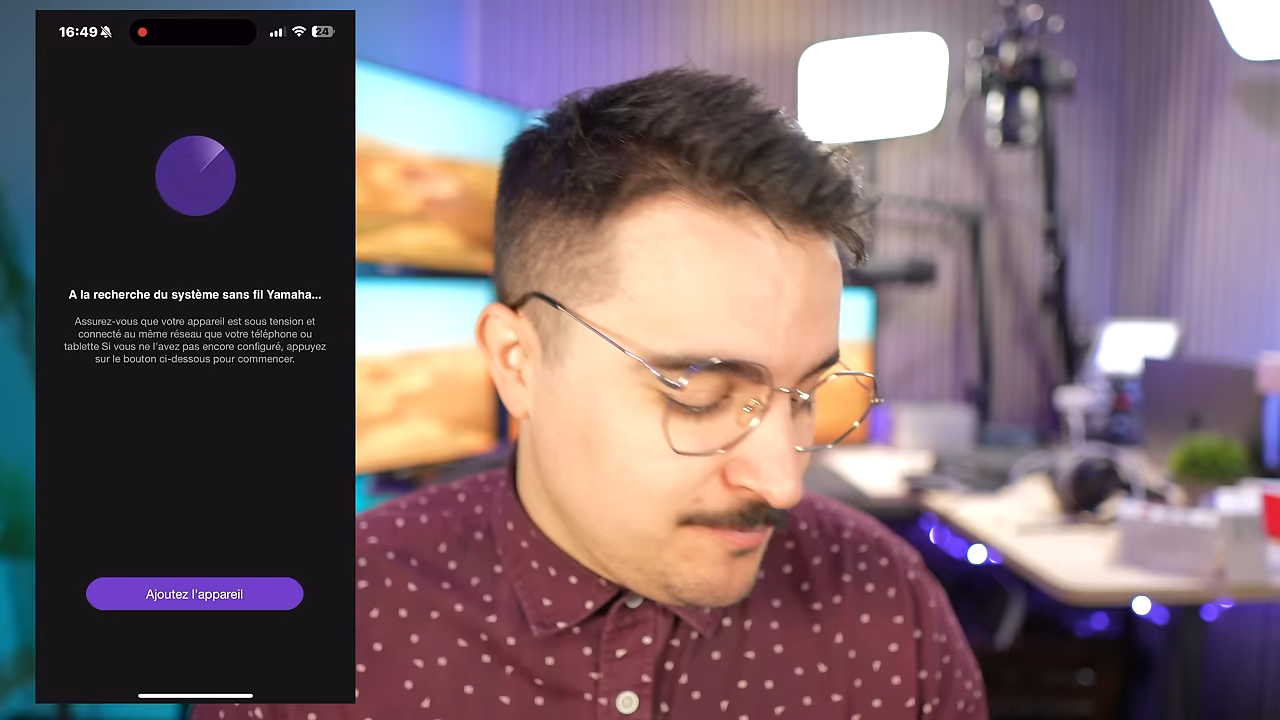 16:49
24
A la recherche du système sans fil Yamaha...
Assurez-vous que votre appareil est sous tension et
connecté au même réseau que votre téléphone ou
tablette Si vous ne l'avez pas encore configuré, appuyez
sur le bouton ci-dessous pour commencer.
Ajoutez l'appareil